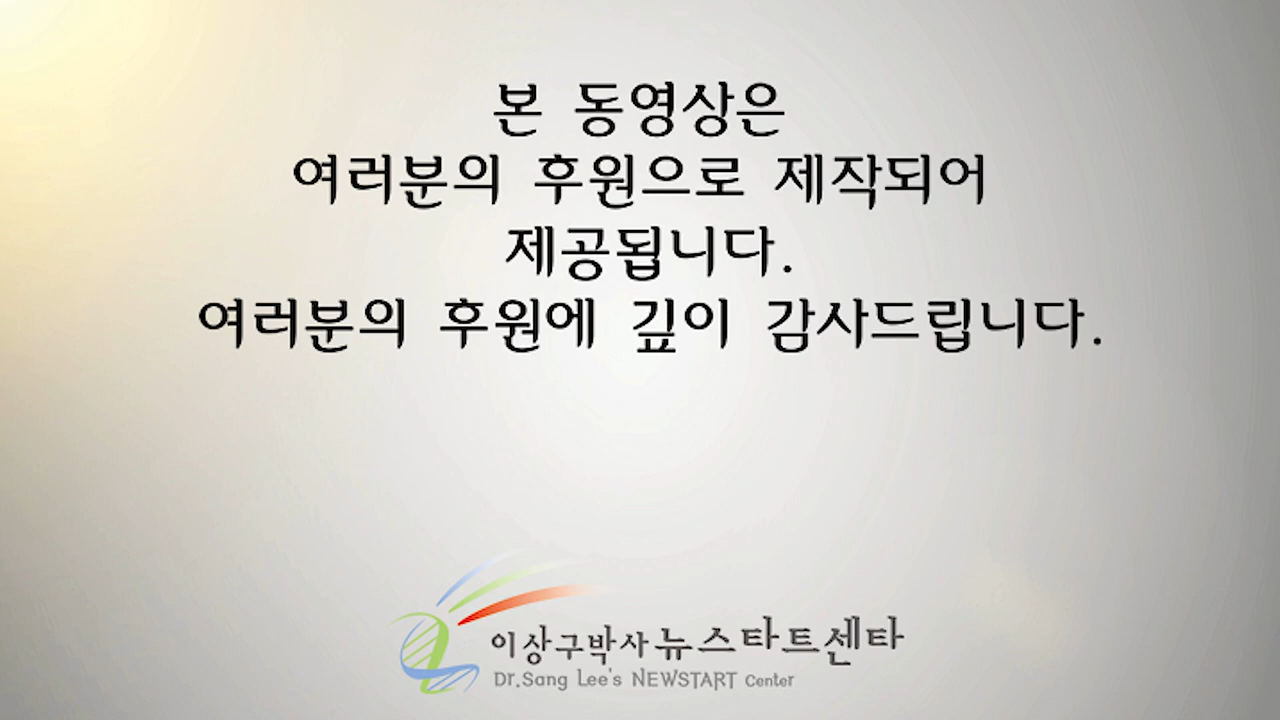 본 동영상은
여러분의 후원으로 제작되어
제공됩니다.
여러분의 후원에 깊이 감사드립니다.
이상구박사뉴스타트센타
Dr.Sang Lee's NEWSTART Center